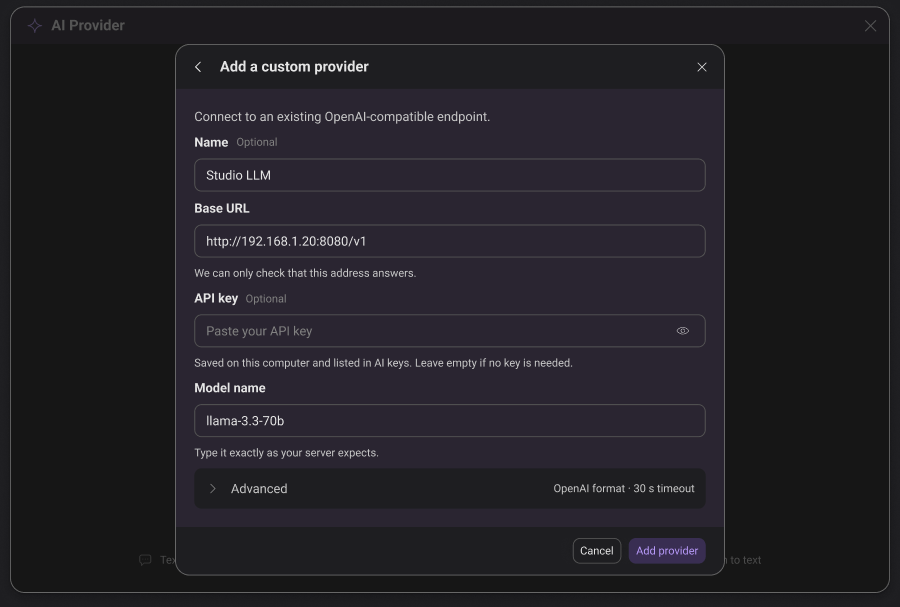 AI Provider
Add a custom provider
Connect to an existing OpenAI-compatible endpoint.
Name Optional
Studio LLM
Base URL
http://192.168.1.20:8080/v1
We can only check that this address answers.
API key Optional
Paste your API key
Saved on this computer and listed in AI keys. Leave empty if no key is needed.
Model name
llama-3.3-70b
Type it exactly as your server expects.
Advanced OpenAI format · 30 s timeout
Cancel Add provider
to text